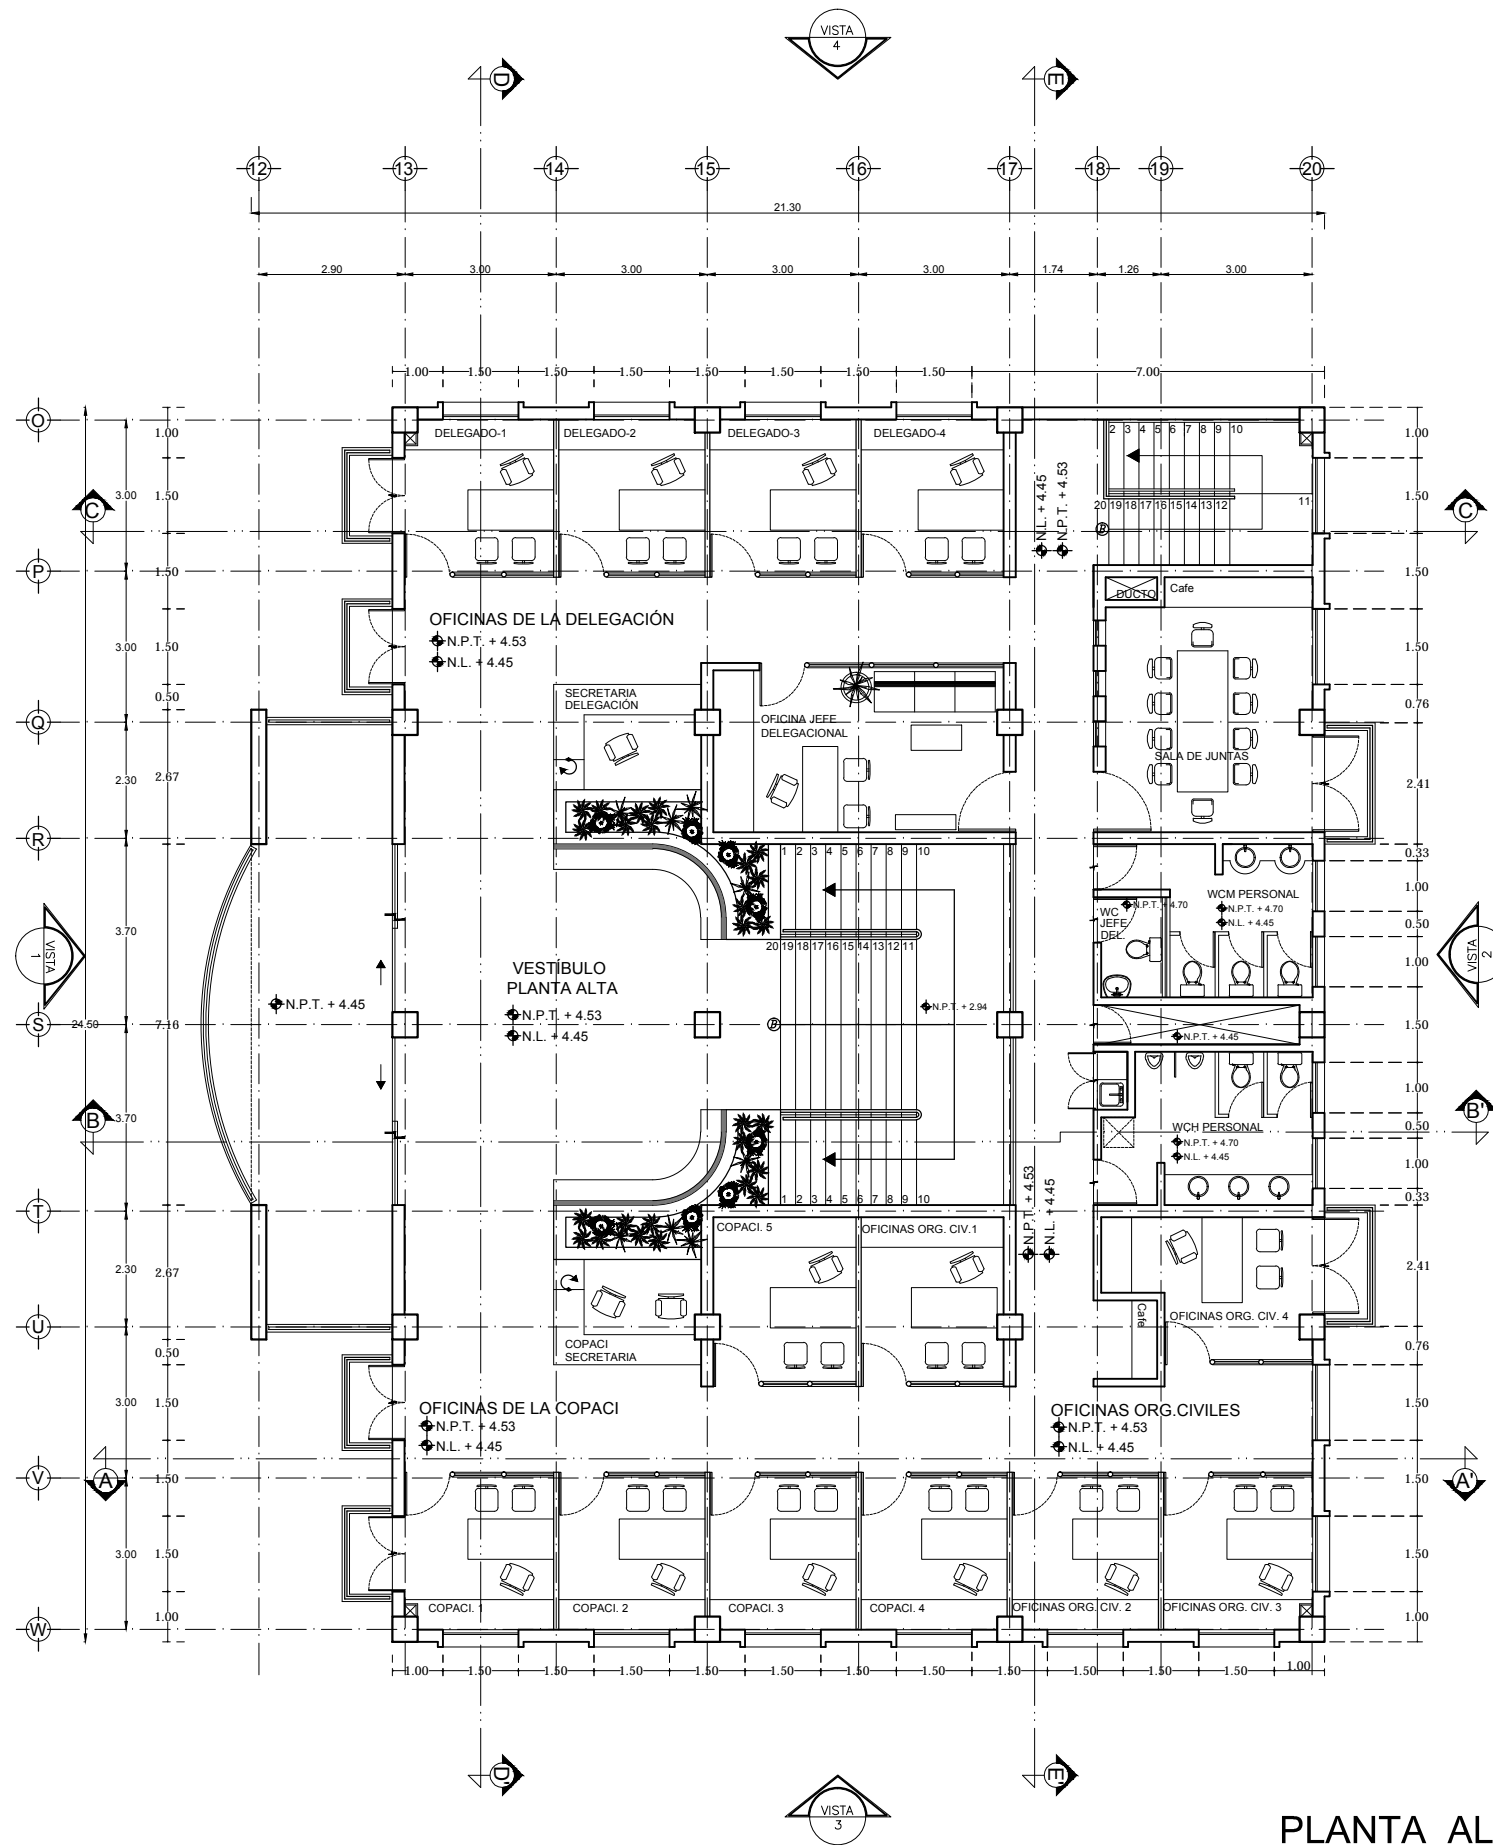 VISTA
4
D
E
12
13
14
15
16
17
18
19
20
21.30
2.90
3.00
3.00
3.00
3.00
1.74
1.26
3.00
1.00
1.50
1.50
1.50
1.50
1.50
1.50
1.50
7.00
O
C
P
Q
R
S
B
T
U
A
V
W
VISTA
1
24.50
3.00
3.00
2.30
3.70
3.70
2.30
3.00
3.00
1.00
1.50
1.50
1.50
0.50
2.67
7.16
2.67
0.50
1.50
1.50
1.50
1.00
DELEGADO-1
DELEGADO-2
DELEGADO-3
DELEGADO-4
N.L. + 4.45
N.P.T. + 4.53
2 3 4 5 6 7 8 9 10
11
20 19 18 17 16 15 14 13 12
B
OFICINAS DE LA DELEGACIÓN
N.P.T. + 4.53
N.L. + 4.45
DUCTO
Cafe
SECRETARIA
DELEGACIÓN
OFICINA JEFE
DELEGACIONAL
SALA DE JUNTAS
1 2 3 4 5 6 7 8 9 10
20 19 18 17 16 15 14 13 12 11
WCM PERSONAL
N.P.T. + 4.70
N.L. + 4.45
N.P.T. + 4.70
WC
JEFE
DEL.
VESTÍBULO
PLANTA ALTA
N.P.T. + 4.53
N.L. + 4.45
N.P.T. + 4.45
N.P.T. + 2.94
B
N.P.T. + 4.45
WCH PERSONAL
N.P.T. + 4.70
N.L. + 4.45
N.P.T. + 4.53
N.L. + 4.45
1 2 3 4 5 6 7 8 9 10
COPACI. 5
OFICINAS ORG. CIV.1
COPACI
SECRETARIA
Cafe
OFICINAS ORG. CIV. 4
OFICINAS DE LA COPACI
N.P.T. + 4.53
N.L. + 4.45
OFICINAS ORG.CIVILES
N.P.T. + 4.53
N.L. + 4.45
COPACI. 1
COPACI. 2
COPACI. 3
COPACI. 4
OFICINAS ORG. CIV. 2
OFICINAS ORG. CIV. 3
1.00
1.50
1.50
1.50
0.76
2.41
0.33
1.00
0.50
1.00
1.50
1.00
0.50
1.00
0.33
2.41
0.76
1.50
1.50
1.50
1.00
C
VISTA
2
B'
A'
1.00
1.50
1.50
1.50
1.50
1.50
1.50
1.50
1.50
1.50
1.50
1.00
D'
E'
VISTA
3
PLANTA AL